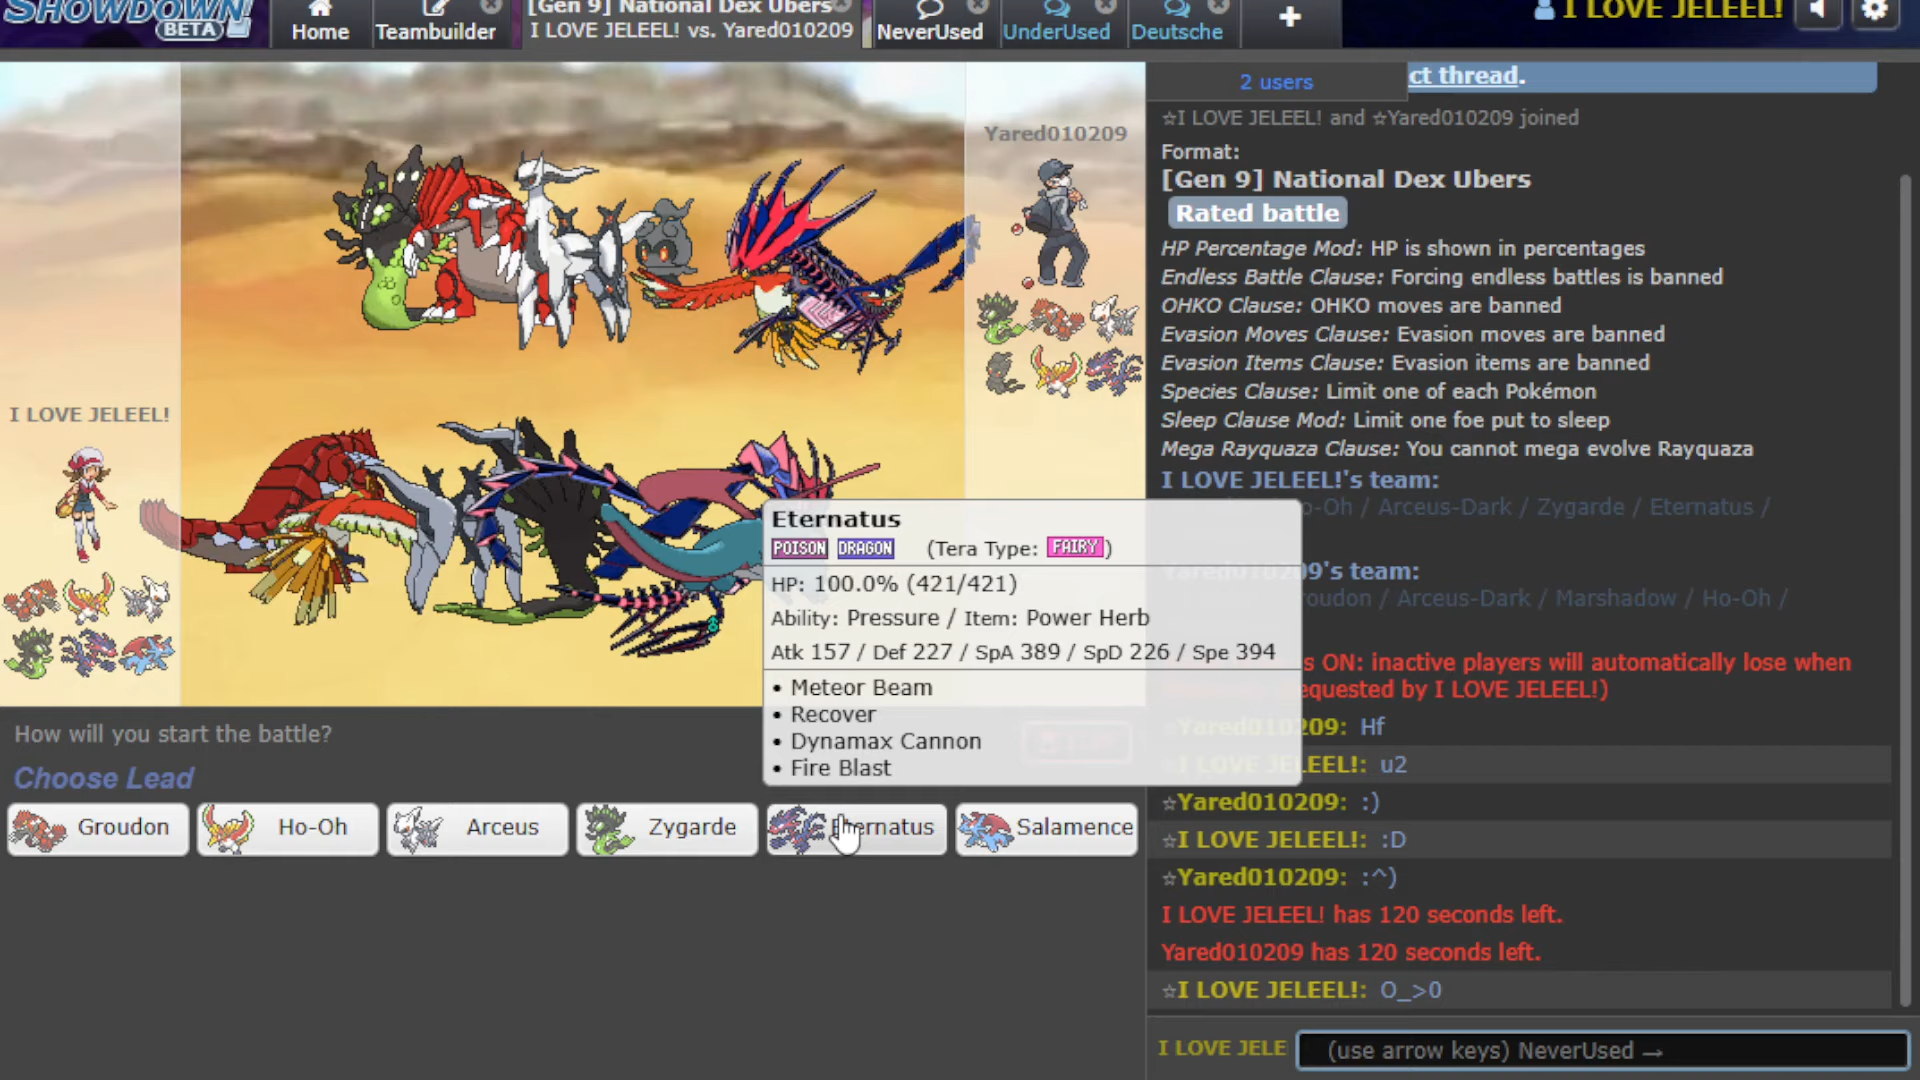 SHOWDOWN
BETA
Home
Teambuilder
[Gen 9] National Dex Ubers
I LOVE JELEEL! vs. Yared010209
NeverUsed
UnderUsed
Deutsche
I LOVE JELEEL!
2 users
ct thread.
☆I LOVE JELEEL! and ☆Yared010209 joined
Format:
[Gen 9] National Dex Ubers
Rated battle
HP Percentage Mod: HP is shown in percentages
Endless Battle Clause: Forcing endless battles is banned
OHKO Clause: OHKO moves are banned
Evasion Moves Clause: Evasion moves are banned
Evasion Items Clause: Evasion items are banned
Species Clause: Limit one of each Pokémon
Sleep Clause Mod: Limit one foe put to sleep
Mega Rayquaza Clause: You cannot mega evolve Rayquaza
I LOVE JELEEL!'s team:
o-Oh / Arceus-Dark / Zygarde / Eternatus /
Yared010209's team:
roudon / Arceus-Dark / Marshadow / Ho-Oh /
s ON: inactive players will automatically lose when
equested by I LOVE JELEEL!)
Yared010209: Hf
I LOVE JELEEL!: u2
☆Yared010209: :)
☆I LOVE JELEEL!: :D
☆Yared010209: :^)
I LOVE JELEEL! has 120 seconds left.
Yared010209 has 120 seconds left.
☆I LOVE JELEEL!: O_>0
I LOVE JELE
(use arrow keys) NeverUsed →
Yared010209
I LOVE JELEEL!
Eternatus
POISON DRAGON (Tera Type: FAIRY)
HP: 100.0% (421/421)
Ability: Pressure / Item: Power Herb
Atk 157 / Def 227 / SpA 389 / SpD 226 / Spe 394
• Meteor Beam
• Recover
• Dynamax Cannon
• Fire Blast
How will you start the battle?
Choose Lead
Groudon
Ho-Oh
Arceus
Zygarde
Eternatus
Salamence